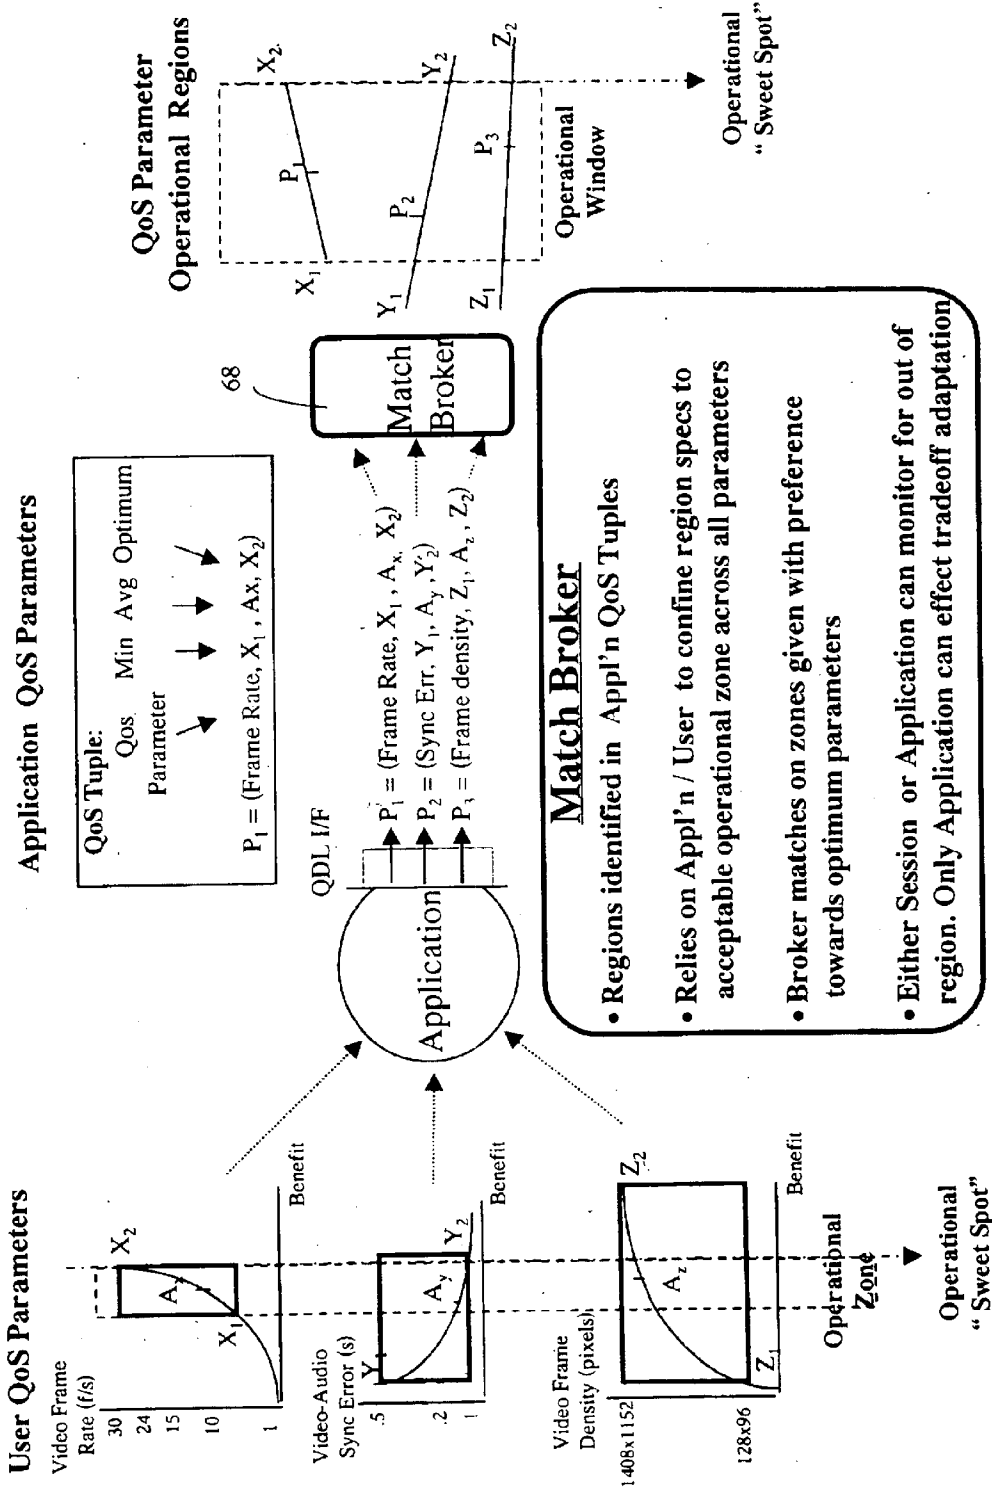 User QoS Parameters
Video Frame
Rate (f/s)
30
24
15
10
1
X2
Ax
X1
Benefit
Video-Audio
Sync Error (s)
.5
.2
1
Y
Ay
Y2
Benefit
Video Frame
Density (pixels)
1408x1152
128x96
Z2
Az
Z1
Benefit
Operational
Zone
Operational
“ Sweet Spot”
Application QoS Parameters
QoS Tuple:
Qos Min Avg Optimum
Parameter
P1 = (Frame Rate, X1 , Ax, X2)
QDL I/F
Application
P1 = (Frame Rate, X1 , Ax, X2)
P2 = (Sync Err, Y1 , Ay , Y2)
P3 = (Frame density, Z1 , Az , Z2)
68
Match
Broker
QoS Parameter
Operational Regions
X1
P1
X2
Y1
P2
Y2
Z1
P3
Z2
Operational
Window
Operational
“ Sweet Spot”
Match Broker
• Regions identified in Appl’n QoS Tuples
• Relies on Appl’n / User to confine region specs to
acceptable operational zone across all parameters
• Broker matches on zones given with preference
towards optimum parameters
• Either Session or Application can monitor for out of
region. Only Application can effect tradeoff adaptation